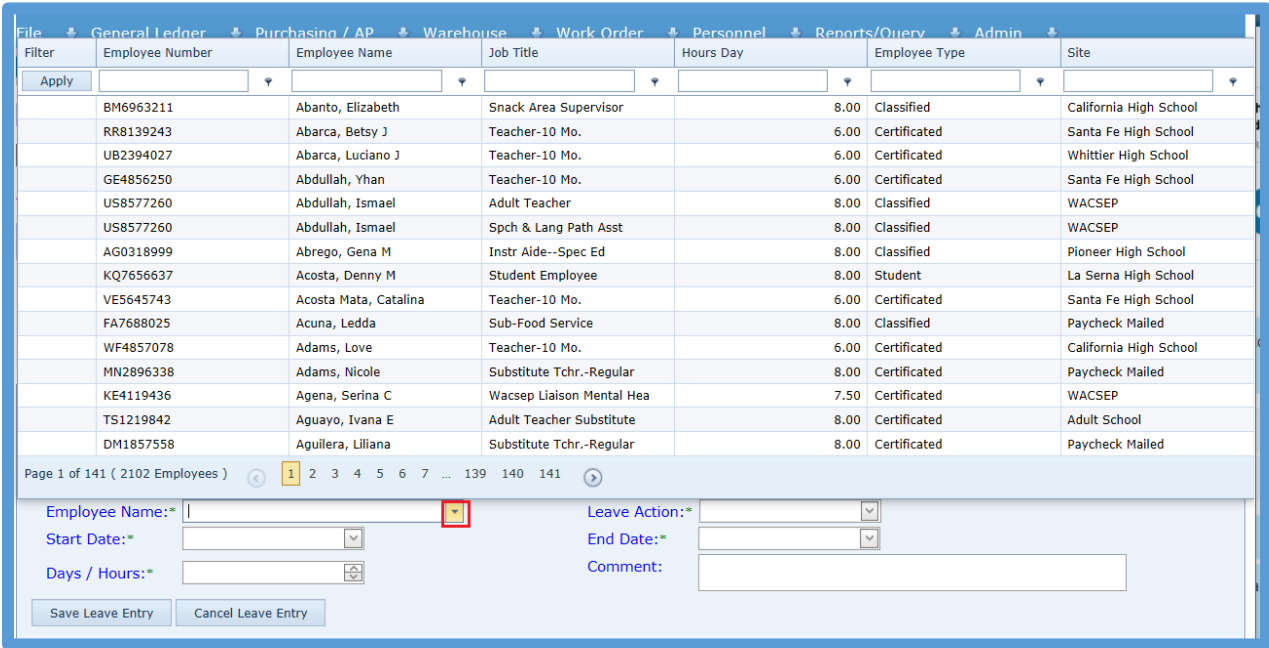 File General Ledger Purchasing / AP Warehouse Work Order Personnel Reports/Query Admin
Filter Employee Number Employee Name Job Title Hours Day Employee Type Site
Apply
BM6963211 Abanto, Elizabeth Snack Area Supervisor 8.00 Classified California High School
RR8139243 Abarca, Betsy J Teacher-10 Mo. 6.00 Certificated Santa Fe High School
UB2394027 Abarca, Luciano J Teacher-10 Mo. 6.00 Certificated Whittier High School
GE4856250 Abdullah, Yhan Teacher-10 Mo. 6.00 Certificated Santa Fe High School
US8577260 Abdullah, Ismael Adult Teacher 8.00 Classified WACSEP
US8577260 Abdullah, Ismael Spch & Lang Path Asst 8.00 Classified WACSEP
AG0318999 Abrego, Gena M Instr Aide--Spec Ed 8.00 Classified Pioneer High School
KQ7656637 Acosta, Denny M Student Employee 8.00 Student La Serna High School
VE5645743 Acosta Mata, Catalina Teacher-10 Mo. 6.00 Certificated Santa Fe High School
FA7688025 Acuna, Ledda Sub-Food Service 8.00 Classified Paycheck Mailed
WF4857078 Adams, Love Teacher-10 Mo. 6.00 Certificated California High School
MN2896338 Adams, Nicole Substitute Tchr.-Regular 8.00 Certificated Paycheck Mailed
KE4119436 Agena, Serina C Wacsep Liaison Mental Hea 7.50 Certificated WACSEP
TS1219842 Aguayo, Ivana E Adult Teacher Substitute 8.00 Certificated Adult School
DM1857558 Aguilera, Liliana Substitute Tchr.-Regular 8.00 Certificated Paycheck Mailed
Page 1 of 141 ( 2102 Employees ) 1 2 3 4 5 6 7 ... 139 140 141
Employee Name:* Leave Action:*
Start Date:* End Date:*
Days / Hours:* Comment:
Save Leave Entry Cancel Leave Entry